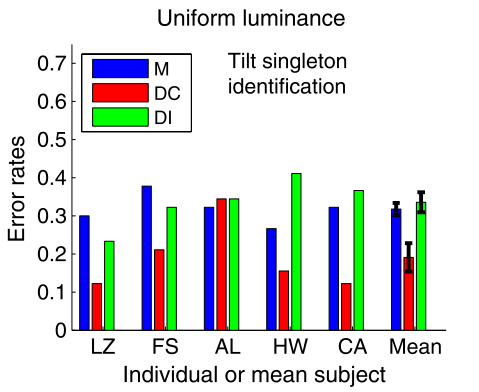 Uniform luminance
Tilt singleton
identification
M
DC
DI
Error rates
0.7
0.6
0.5
0.4
0.3
0.2
0.1
0
LZ FS AL HW CA Mean
Individual or mean subject